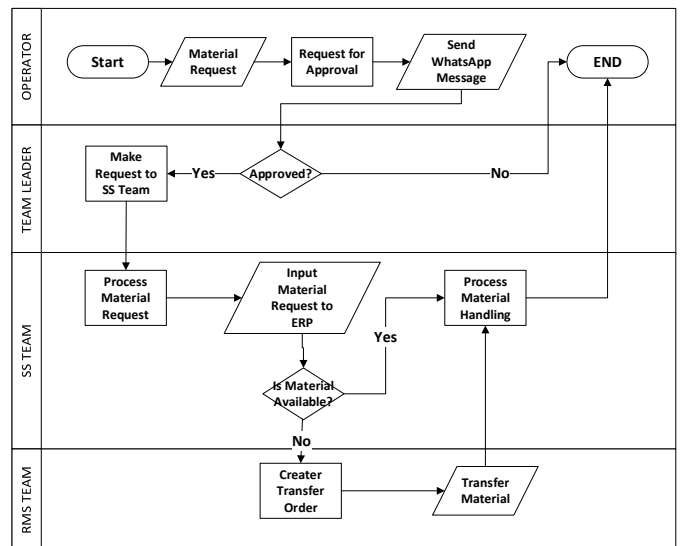 OPERATOR
Start
Material
Request
Request for
Approval
Send
WhatsApp
Message
END
TEAM LEADER
Make
Request to
SS Team
Yes
Approved?
No
SS TEAM
Process
Material
Request
Input
Material
Request to
ERP
Process
Material
Handling
Yes
Is Material
Available?
No
RMS TEAM
Creater
Transfer
Order
Transfer
Material